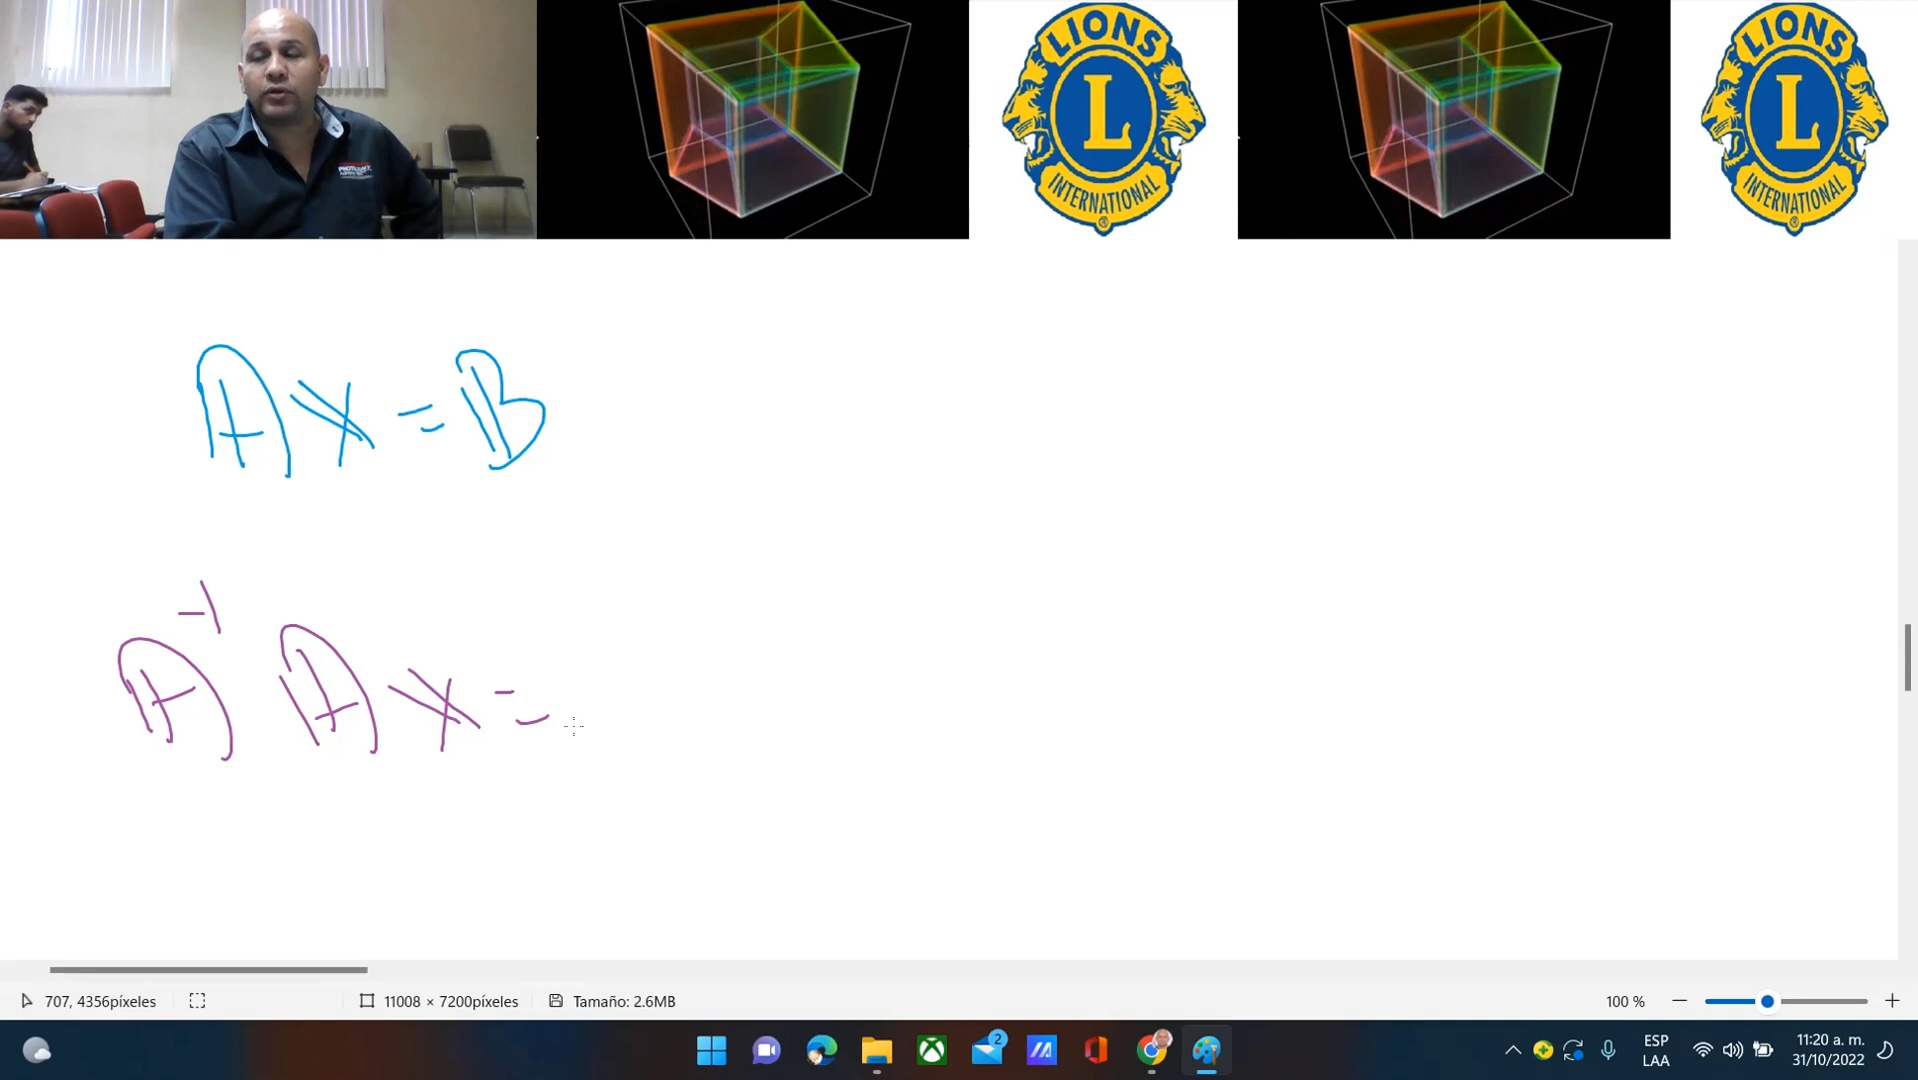 LIONS
L
INTERNATIONAL
®
LIONS
L
INTERNATIONAL
®
AX=B
A⁻¹ AX=
707, 4356píxeles
11008 × 7200píxeles
Tamaño: 2.6MB
100 %
2
ESP
LAA
11:20 a. m.
31/10/2022